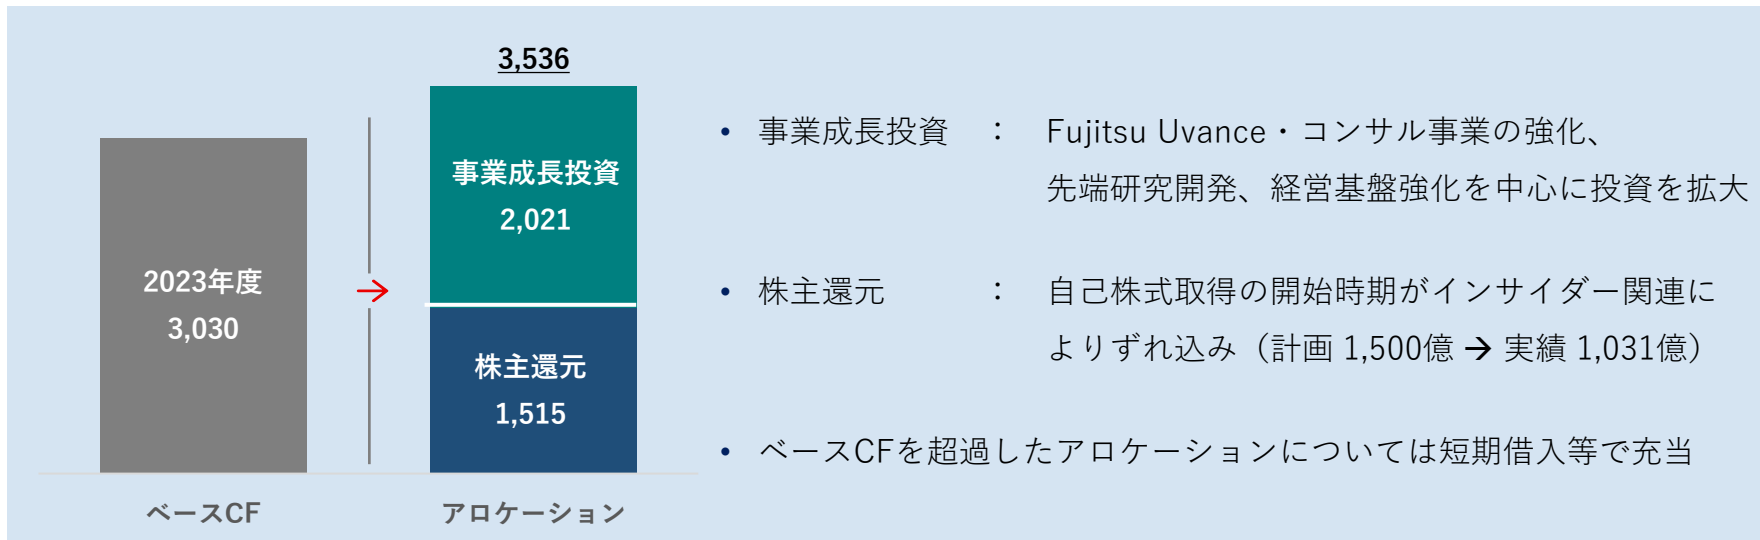 3,536
事業成長投資
2,021
株主還元
1,515
2023年度
3,030
ベースCF
アロケーション
• 事業成長投資 ： Fujitsu Uvance・コンサル事業の強化、
先端研究開発、経営基盤強化を中心に投資を拡大
• 株主還元 ： 自己株式取得の開始時期がインサイダー関連に
よりずれ込み（計画 1,500億 → 実績 1,031億）
• ベースCFを超過したアロケーションについては短期借入等で充当